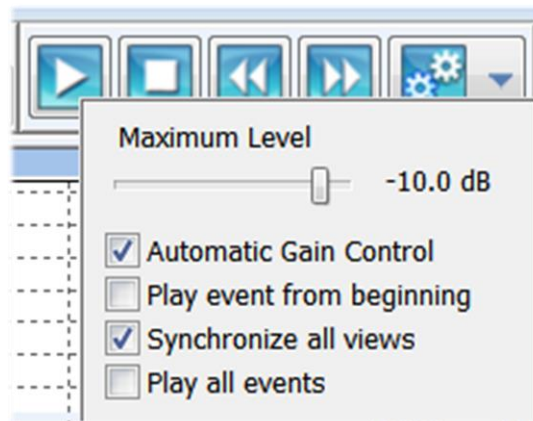 Maximum Level
-10.0 dB
Automatic Gain Control
Play event from beginning
Synchronize all views
Play all events